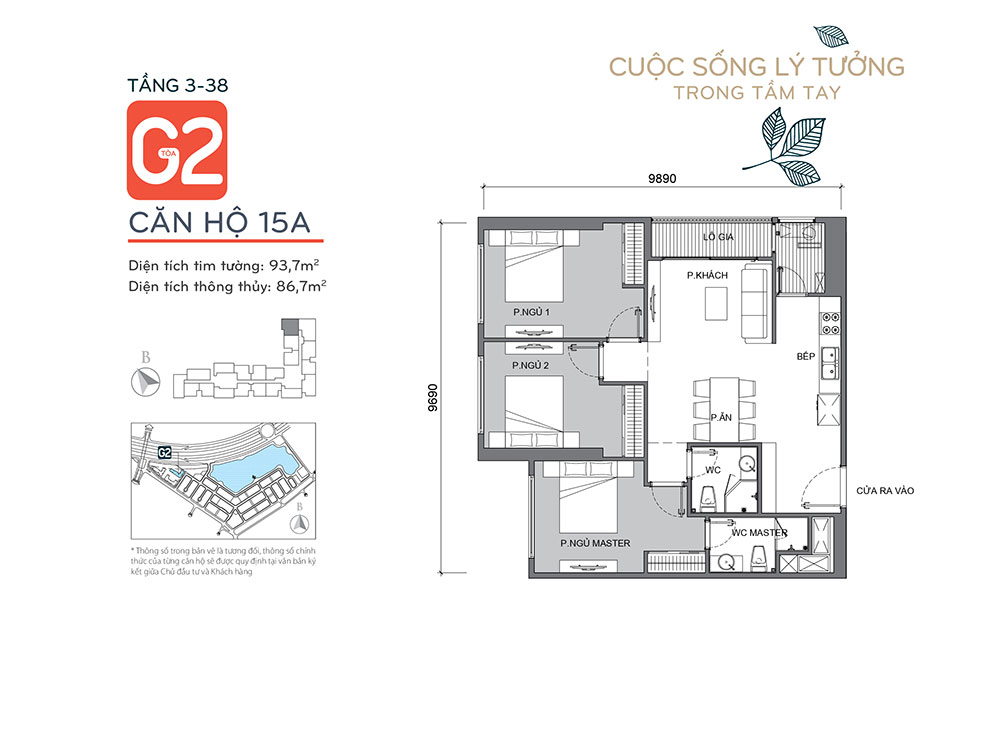 CUỘC SỐNG LÝ TƯỞNG
TRONG TẦM TAY
TẦNG 3-38
G2
TÒA
CĂN HỘ 15A
Diện tích tim tường: 93,7m²
Diện tích thông thủy: 86,7m²
B
G2
B
* Thông số trong bản vẽ là tương đối, thông số chính
thức của từng căn hộ sẽ được quy định tại văn bản ký
kết giữa Chủ đầu tư và Khách hàng
9890
9690
LÔ GIA
P.KHÁCH
P.NGỦ 1
BẾP
P.NGỦ 2
P.ĂN
WC
CỬA RA VÀO
WC MASTER
P.NGỦ MASTER